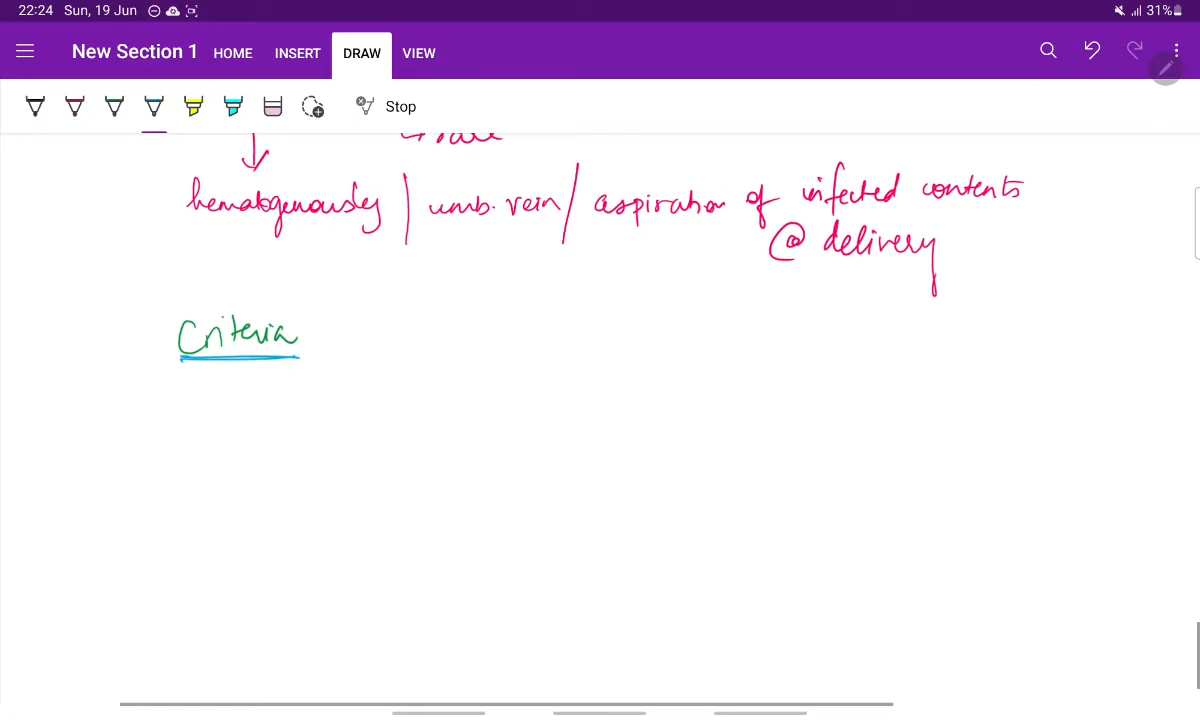 22:24 Sun, 19 Jun 31%
New Section 1 HOME INSERT DRAW VIEW
Stop
rare
hematogenously / umb. vein / aspiration of infected contents
@ delivery
Criteria